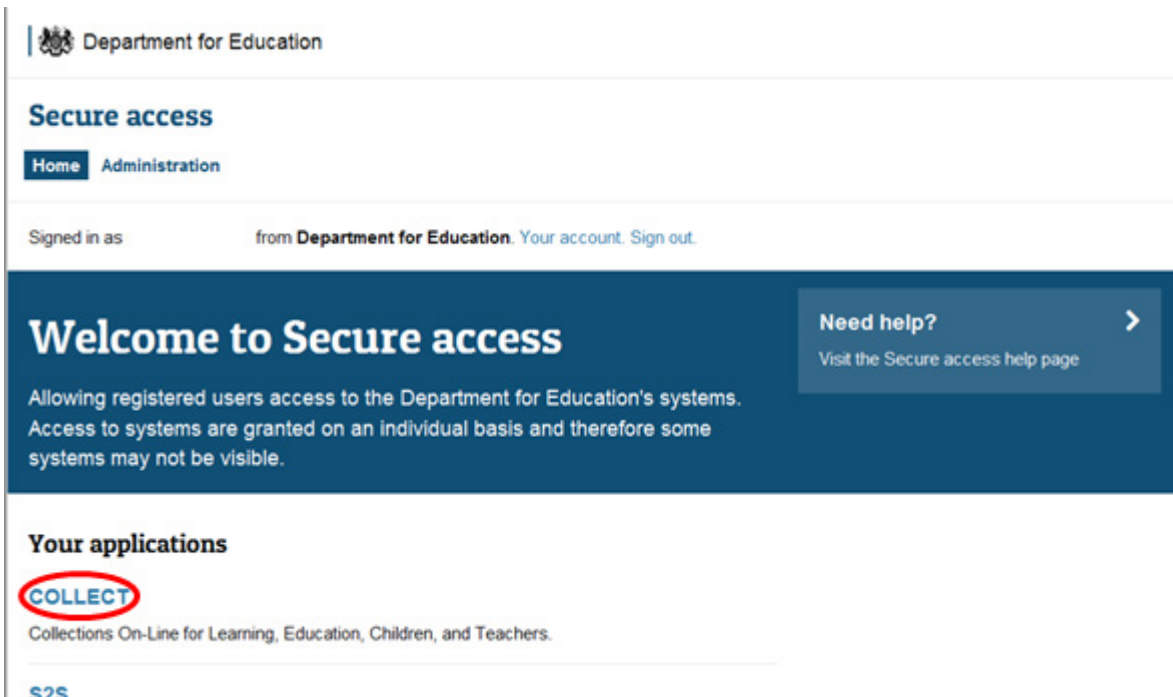 Department for Education
Secure access
Home Administration
Signed in as from Department for Education. Your account. Sign out.
Welcome to Secure access
Allowing registered users access to the Department for Education's systems.
Access to systems are granted on an individual basis and therefore some
systems may not be visible.
Need help?
Visit the Secure access help page
Your applications
COLLECT
Collections On-Line for Learning, Education, Children, and Teachers.
S2S